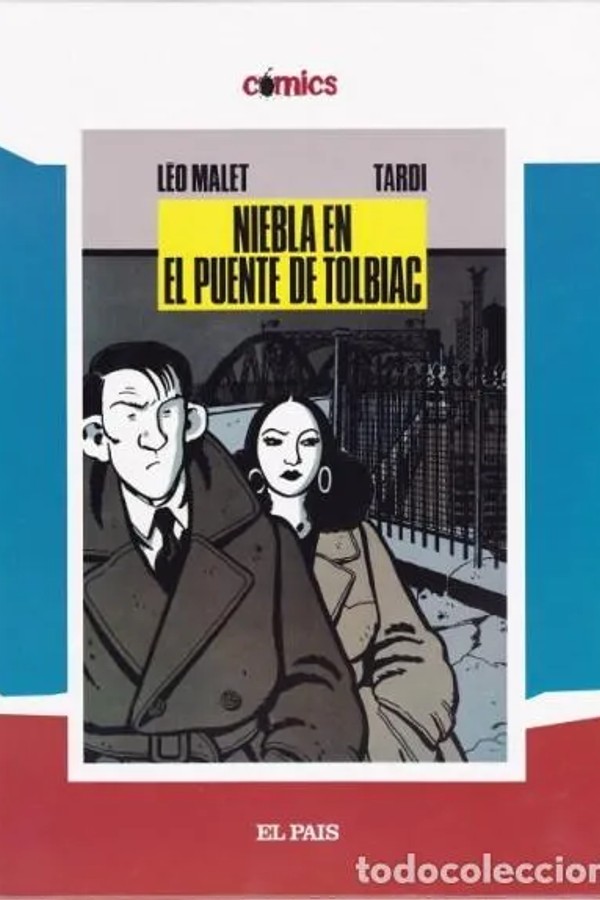 cómics
LÉO MALET TARDI
NIEBLA EN
EL PUENTE DE TOLBIAC
EL PAIS
todocoleccion